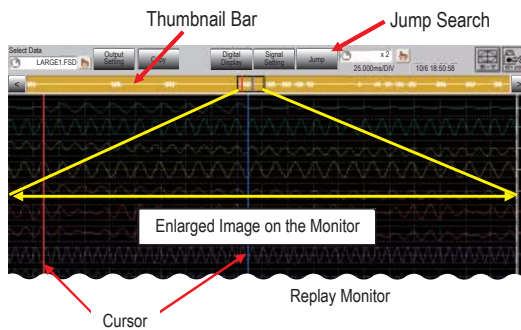 Thumbnail Bar
Jump Search
Select Data
LARGE1.FSD
Output Setting
Copy
Digital Display
Signal Setting
Jump
x 2
25.000ms/DIV
10/6 18:50:58
<
>
Enlarged Image on the Monitor
Replay Monitor
Cursor